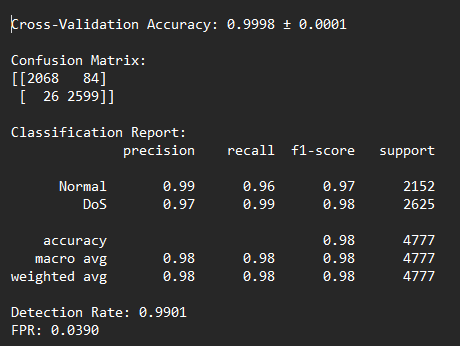 Cross-Validation Accuracy: 0.9998 ± 0.0001
Confusion Matrix:
[[2068 84]
[ 26 2599]]
Classification Report:
precision recall f1-score support
Normal 0.99 0.96 0.97 2152
DoS 0.97 0.99 0.98 2625
accuracy 0.98 4777
macro avg 0.98 0.98 0.98 4777
weighted avg 0.98 0.98 0.98 4777
Detection Rate: 0.9901
FPR: 0.0390